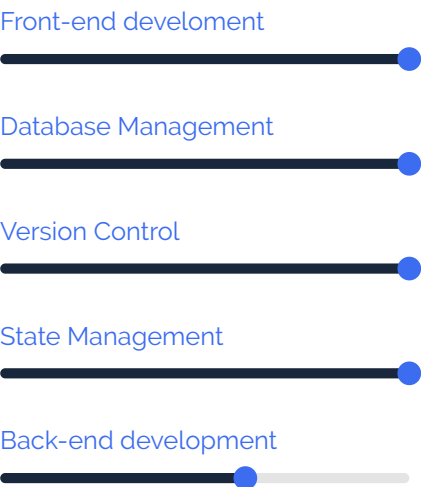 Front-end develoment
Database Management
Version Control
State Management
Back-end development